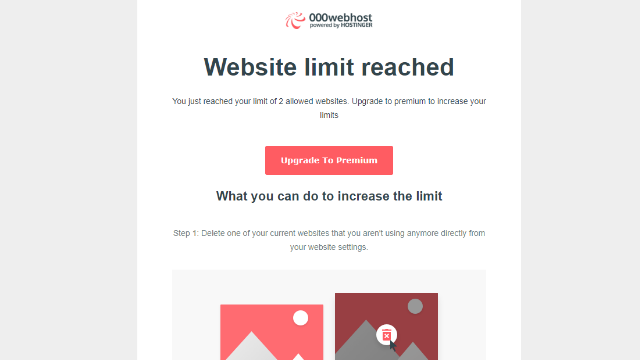 000webhost
powered by HOSTINGER
Website limit reached
You just reached your limit of 2 allowed websites. Upgrade to premium to increase your
limits
Upgrade To Premium
What you can do to increase the limit
Step 1: Delete one of your current websites that you aren't using anymore directly from
your website settings.